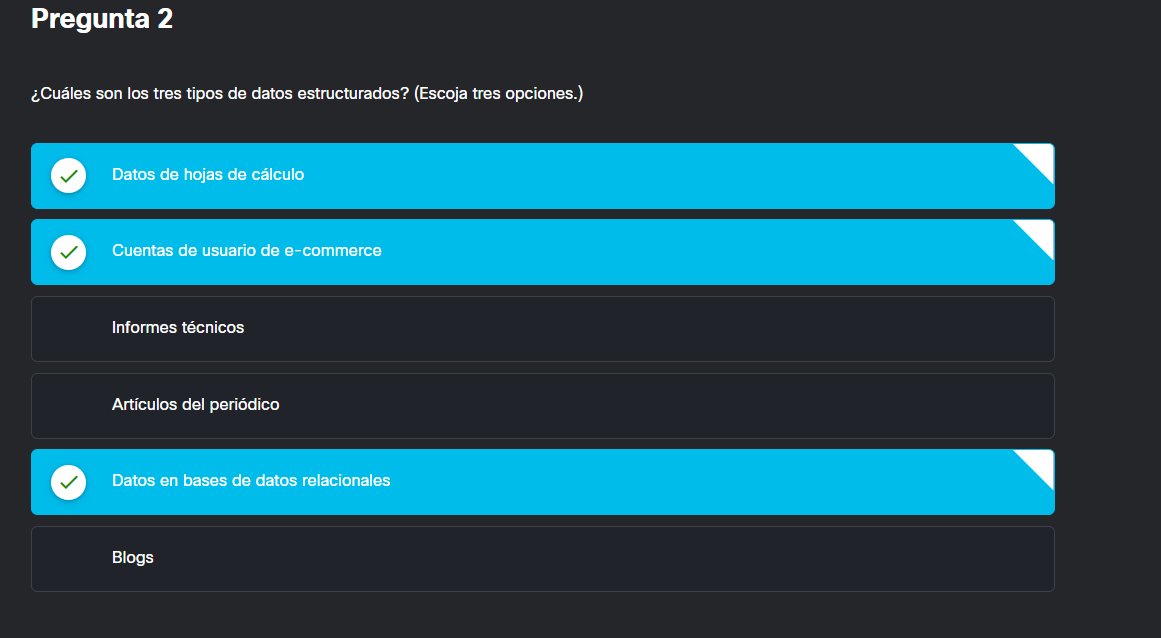 Pregunta 2
¿Cuáles son los tres tipos de datos estructurados? (Escoja tres opciones.)
Datos de hojas de cálculo
Cuentas de usuario de e-commerce
Informes técnicos
Artículos del periódico
Datos en bases de datos relacionales
Blogs